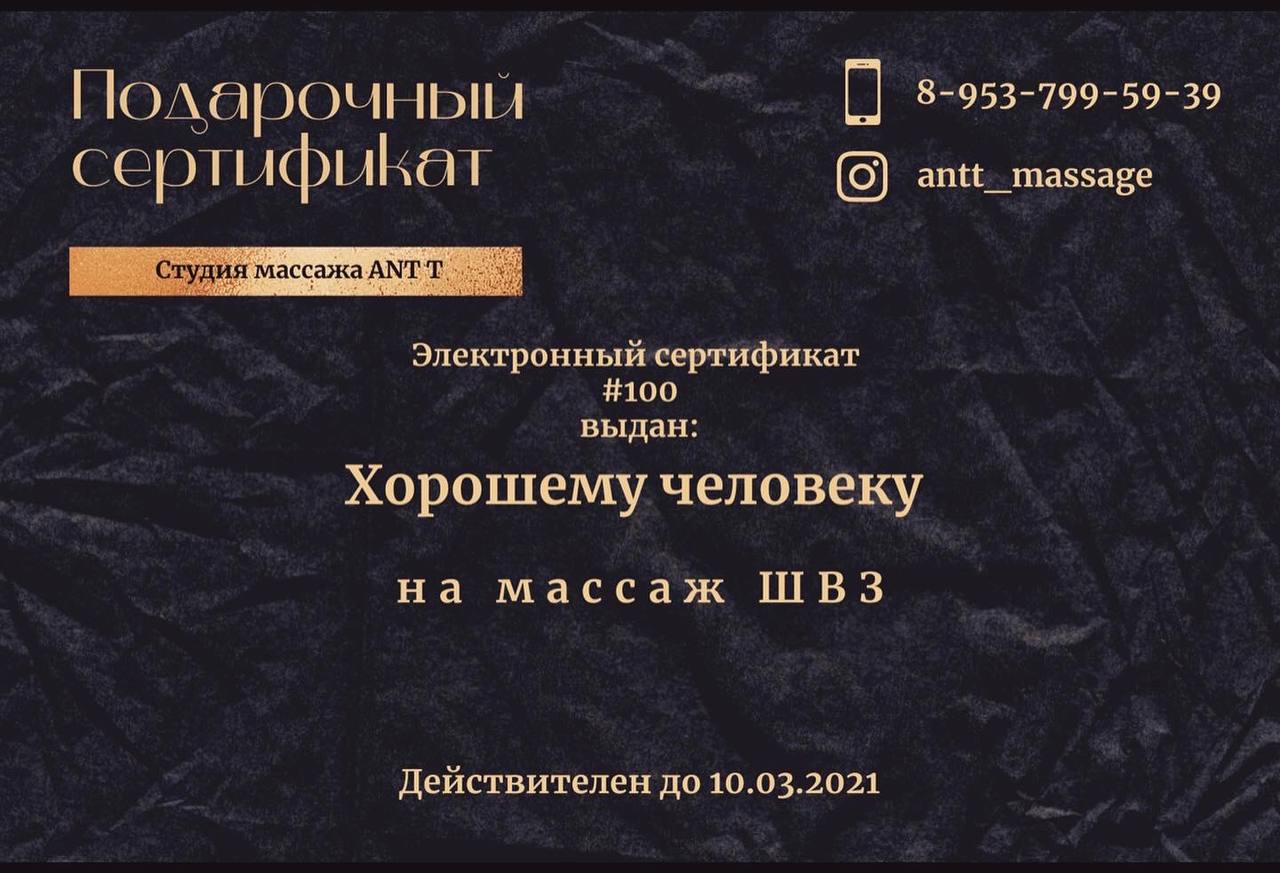 Подарочный
сертификат
8-953-799-59-39
antt_massage
Студия массажа ANT T
Электронный сертификат
#100
выдан:
Хорошему человеку
на массаж ШВЗ
Действителен до 10.03.2021